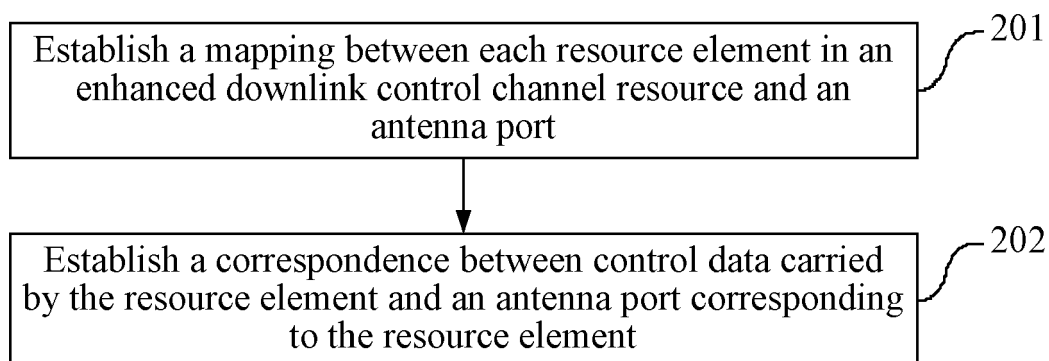 Establish a mapping between each resource element in an
enhanced downlink control channel resource and an
antenna port
201
Establish a correspondence between control data carried
by the resource element and an antenna port corresponding
to the resource element
202